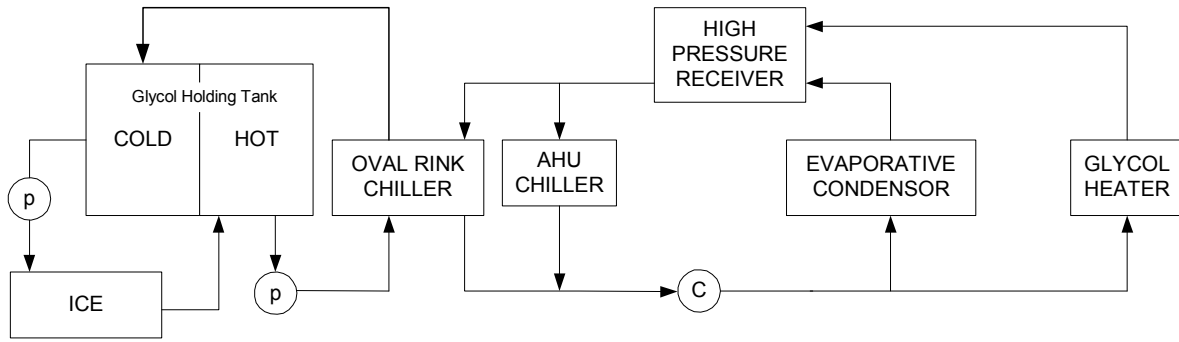 HIGH
PRESSURE
RECEIVER
Glycol Holding Tank
COLD
HOT
OVAL RINK
CHILLER
AHU
CHILLER
EVAPORATIVE
CONDENSOR
GLYCOL
HEATER
p
p
C
ICE